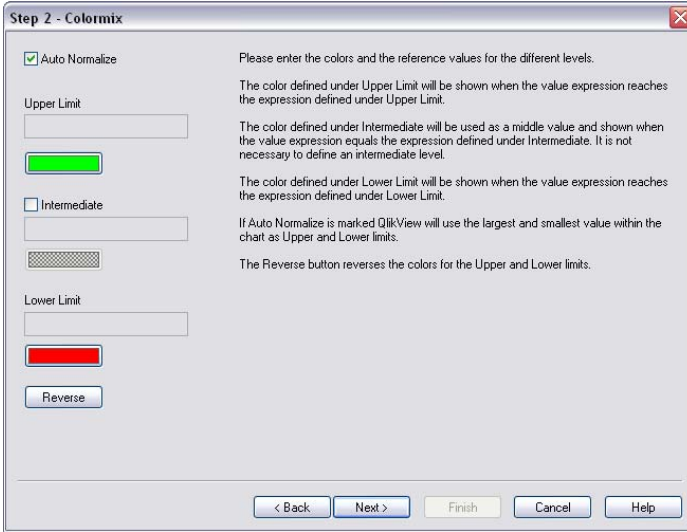 Step 2 - Colormix
Auto Normalize
Upper Limit
Intermediate
Lower Limit
Reverse
Please enter the colors and the reference values for the different levels.
The color defined under Upper Limit will be shown when the value expression reaches
the expression defined under Upper Limit.
The color defined under Intermediate will be used as a middle value and shown when
the value expression equals the expression defined under Intermediate. It is not
necessary to define an intermediate level.
The color defined under Lower Limit will be shown when the value expression reaches
the expression defined under Lower Limit.
If Auto Normalize is marked QlikView will use the largest and smallest value within the
chart as Upper and Lower limits.
The Reverse button reverses the colors for the Upper and Lower limits.
< Back
Next >
Finish
Cancel
Help